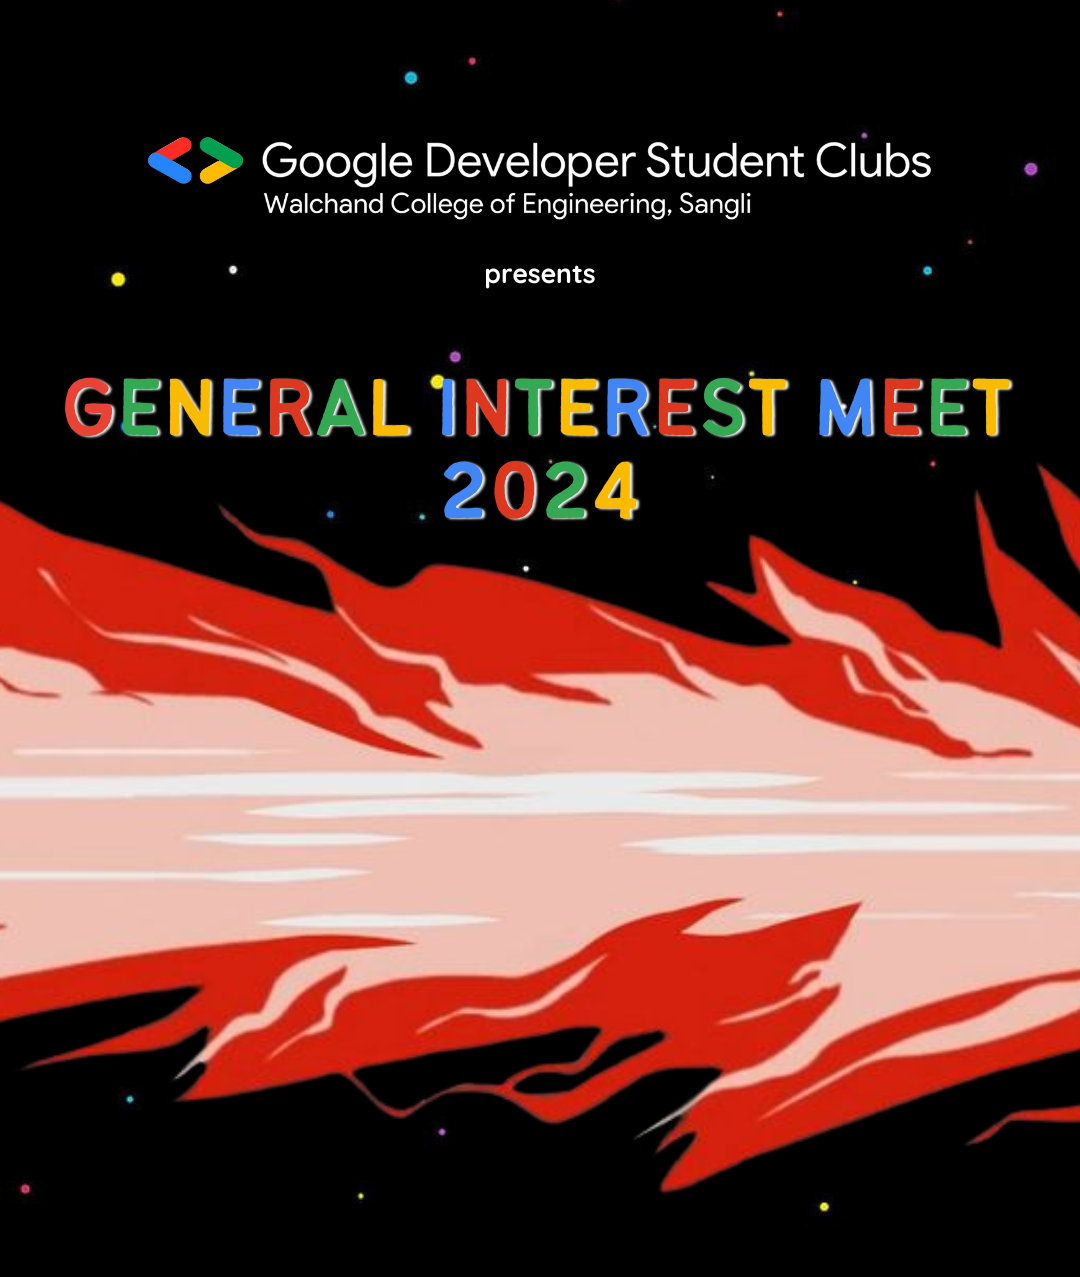 Google Developer Student Clubs
Walchand College of Engineering, Sangli
presents
GENERAL INTEREST MEET
2024